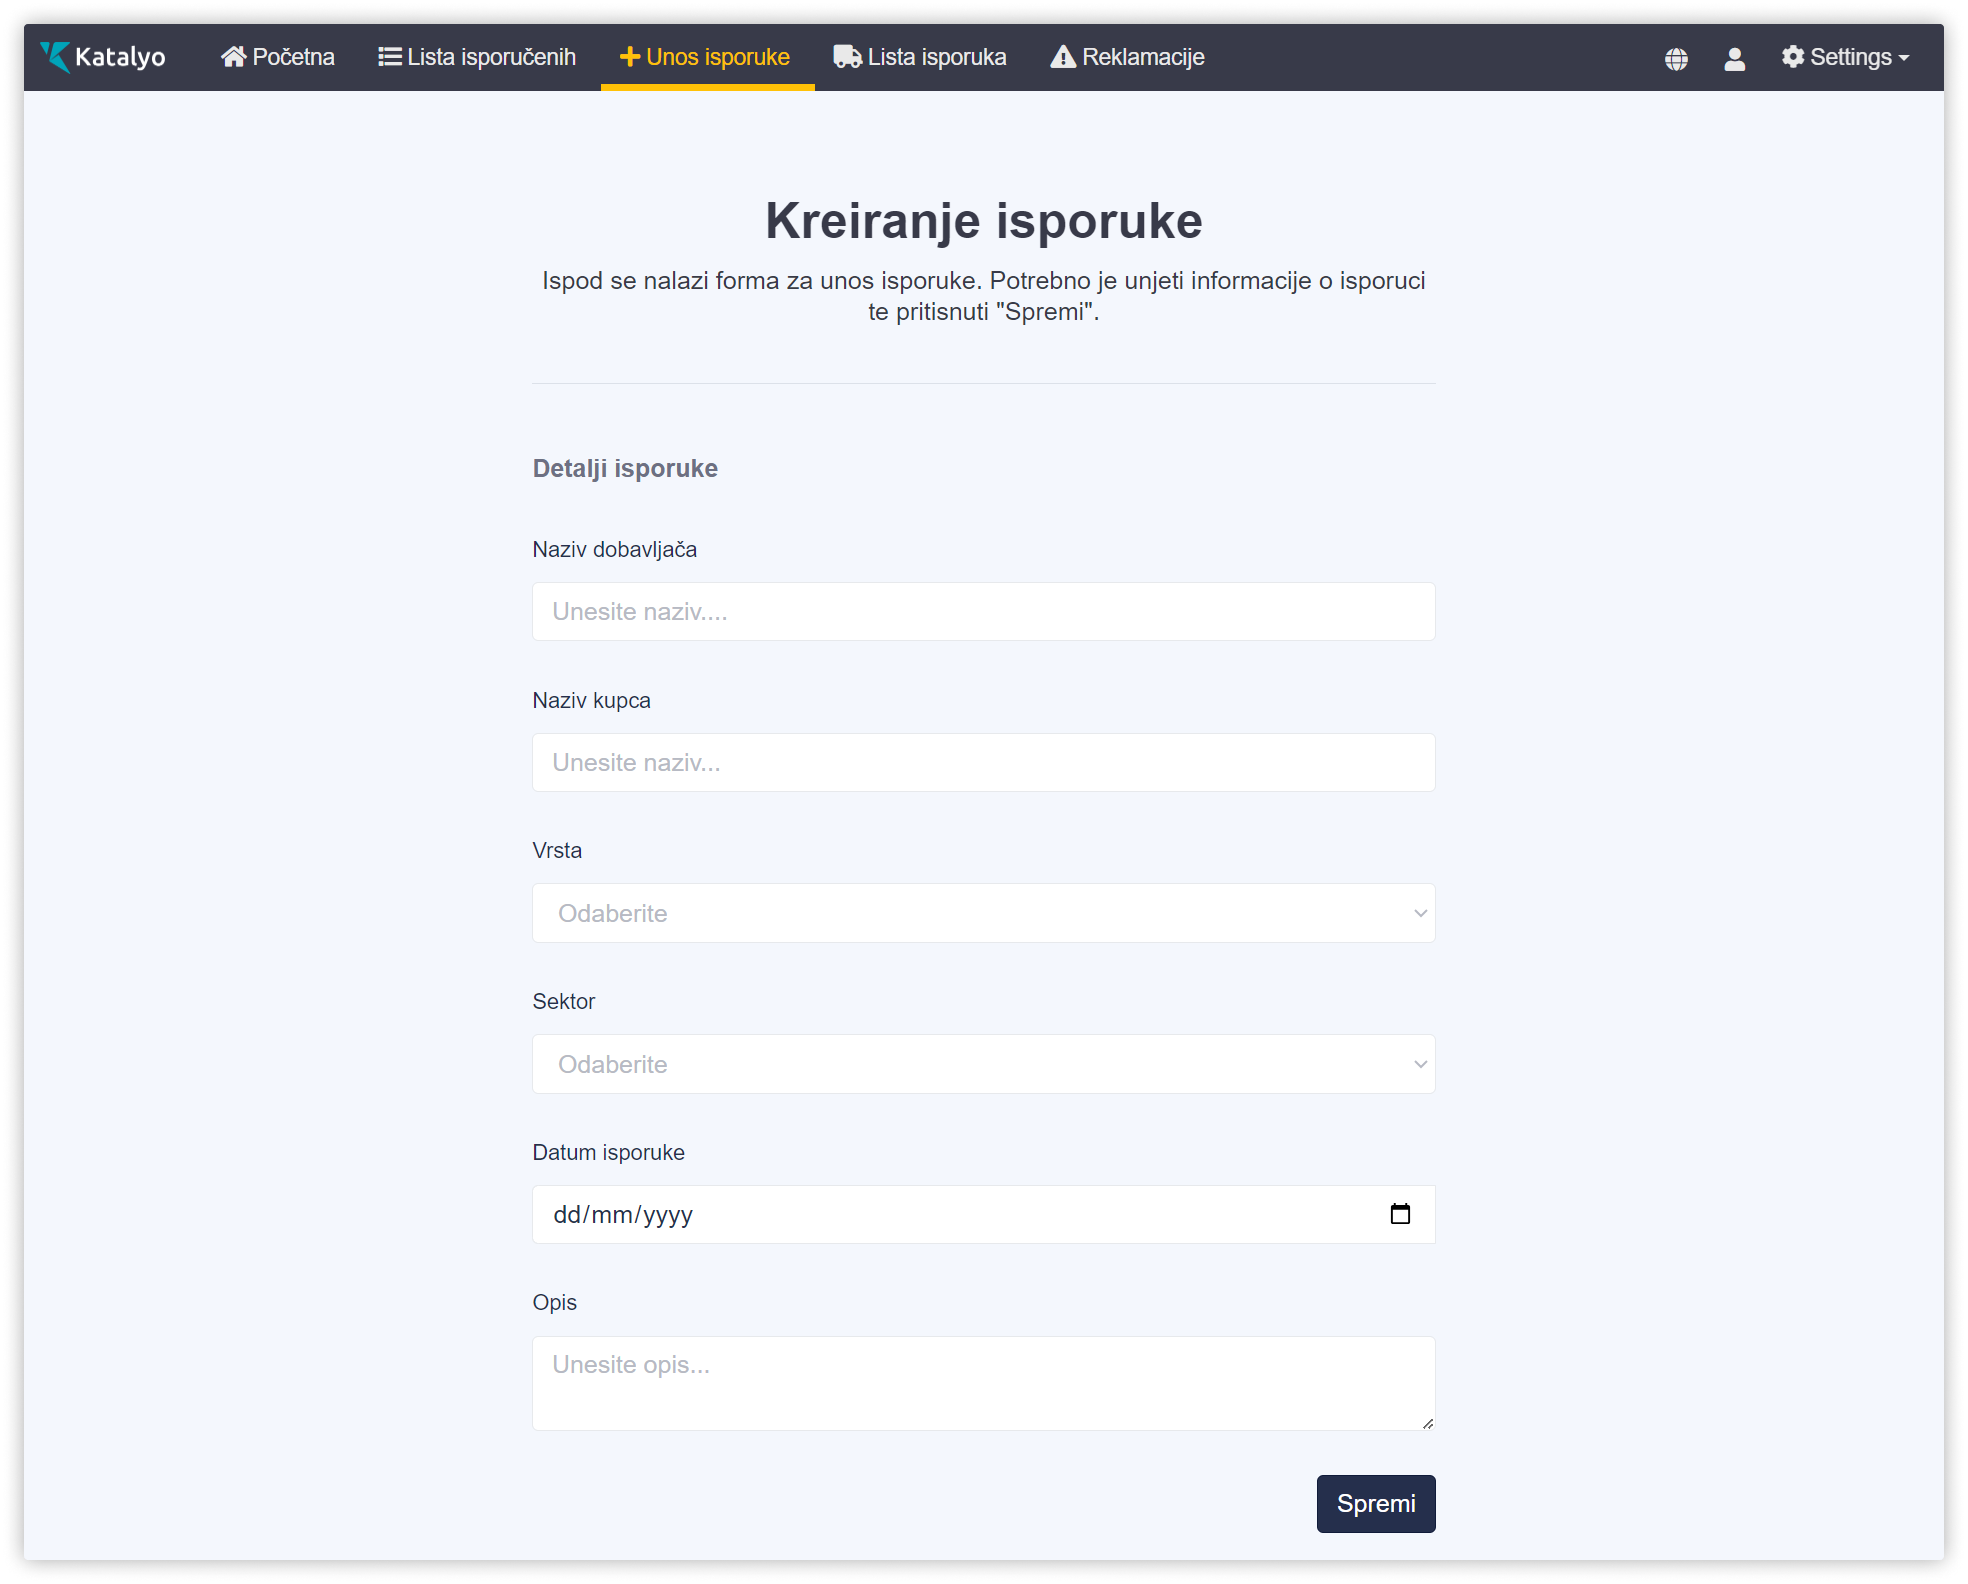 Katalyo Početna Lista isporučenih Unos isporuke Lista isporuka Reklamacije Settings
Kreiranje isporuke
Ispod se nalazi forma za unos isporuke. Potrebno je unjeti informacije o isporuci
te pritisnuti "Spremi".
Detalji isporuke
Naziv dobavljača
Unesite naziv....
Naziv kupca
Unesite naziv...
Vrsta
Odaberite
Sektor
Odaberite
Datum isporuke
dd/mm/yyyy
Opis
Unesite opis...
Spremi